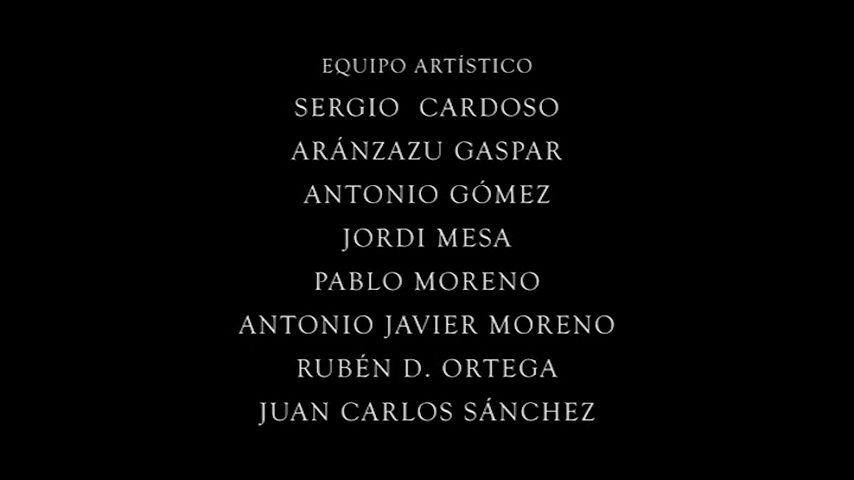 EQUIPO ARTÍSTICO
SERGIO CARDOSO
ARÁNZAZU GASPAR
ANTONIO GÓMEZ
JORDI MESA
PABLO MORENO
ANTONIO JAVIER MORENO
RUBÉN D. ORTEGA
JUAN CARLOS SÁNCHEZ